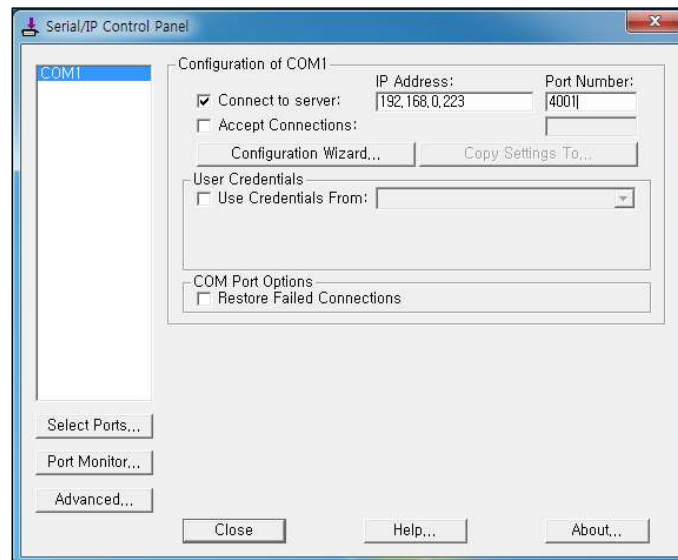 Serial/IP Control Panel
COM1
Configuration of COM1
IP Address: Port Number:
Connect to server: 192,168,0,223 4001
Accept Connections:
Configuration Wizard,,, Copy Settings To,,,
User Credentials
Use Credentials From:
COM Port Options
Restore Failed Connections
Select Ports,,,
Port Monitor,,,
Advanced,,,
Close Help,,, About,,,